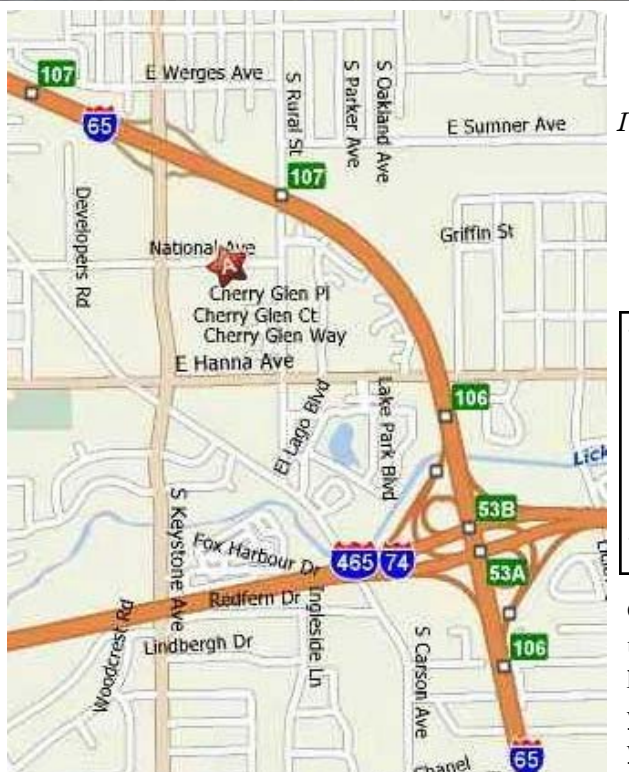 107
E Werges Ave
65
S Rural St
S Parker Ave
S Oakland Ave
E Sumner Ave
107
Developers Rd
National Ave
A
Griffin St
Cherry Glen Pl
Cherry Glen Ct
Cherry Glen Way
E Hanna Ave
106
El Lago Blvd
Lake Park Blvd
Lick
S Keystone Ave
53B
Fox Harbour Dr
465
74
53A
Redfern Dr
Ingleside Ln
Woodcrest Rd
Lindbergh Dr
S Carson Ave
106
65
Chapel